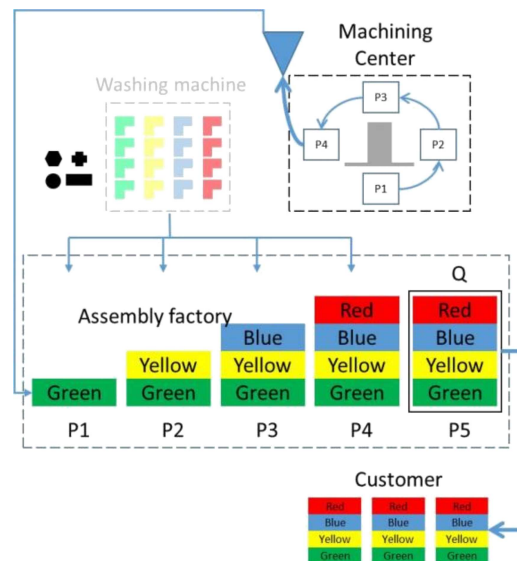 Machining
Center
Washing machine
P3
P4
P2
P1
Q
Assembly factory
Red
Red
Blue
Blue
Blue
Yellow
Yellow
Yellow
Yellow
Green
Green
Green
Green
Green
P1
P2
P3
P4
P5
Customer
Red
Red
Red
Blue
Blue
Blue
Yellow
Yellow
Yellow
Green
Green
Green